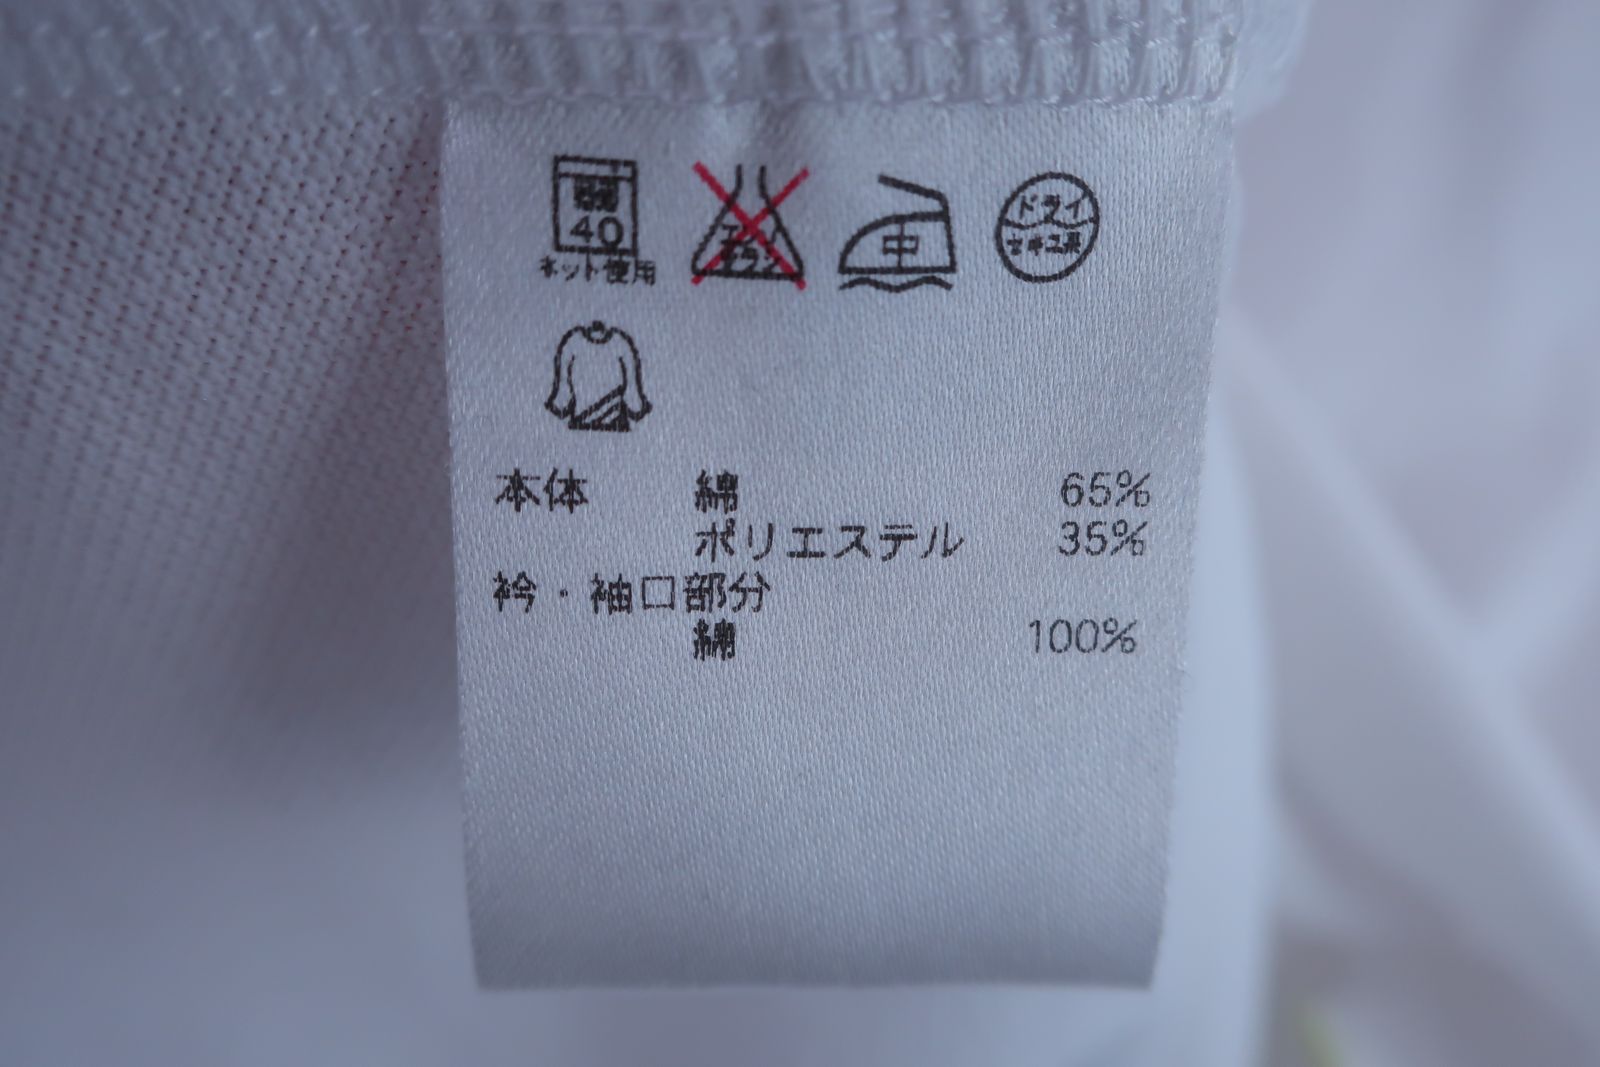 40
ネット使用
エンソ
サラシ
中
ドライ
セキユ系
本体 綿 65%
ポリエステル 35%
衿・袖口部分
綿 100%